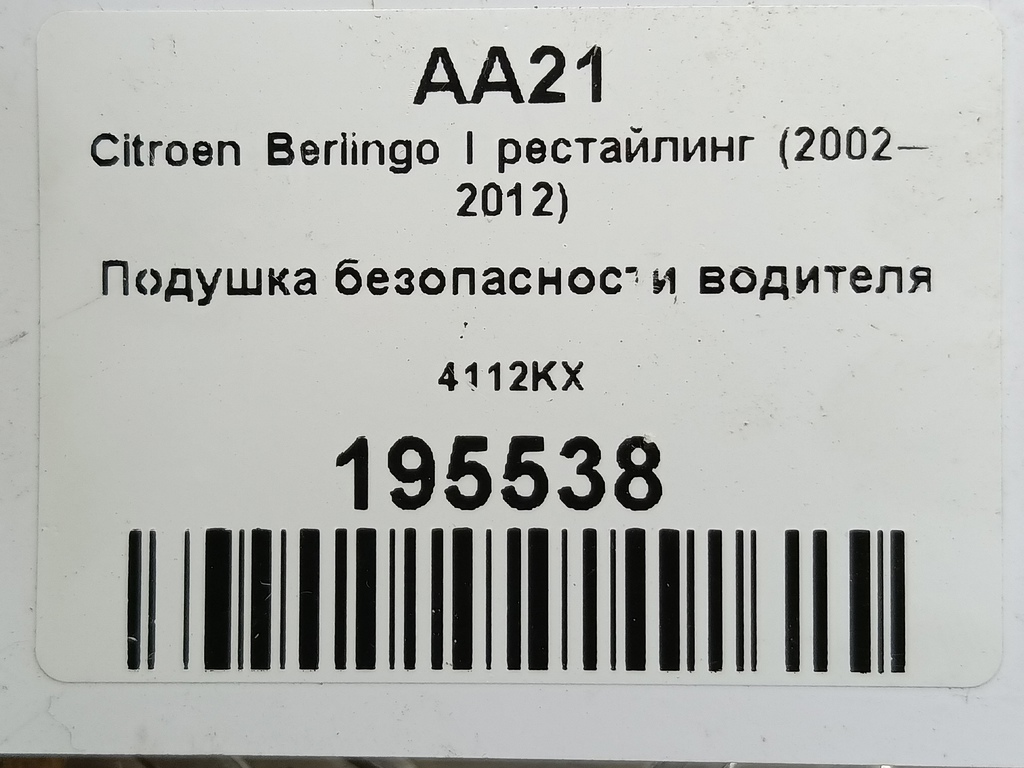 AA21
Citroen Berlingo I рестайлинг (2002–
2012)
Подушка безопасности водителя
4112KX
195538